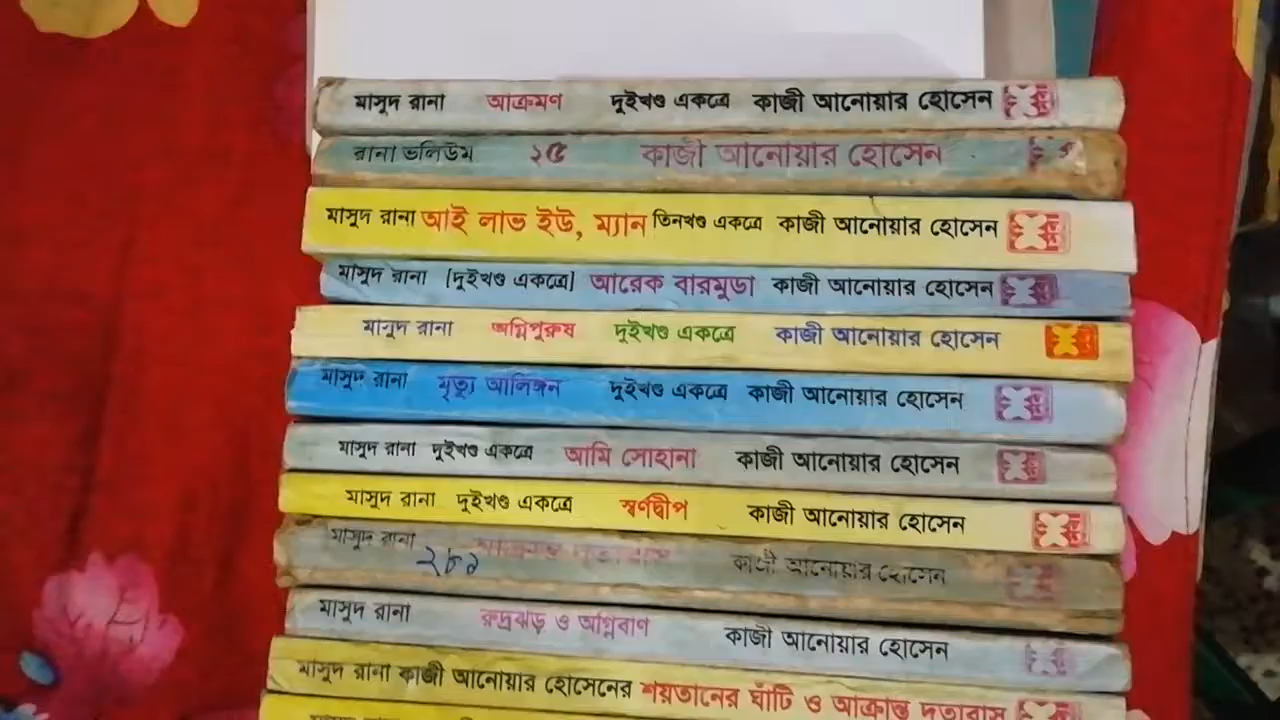 মাসুদ রানা আক্রমণ দুইখণ্ড একত্রে কাজী আনোয়ার হোসেন
রানা ভলিউম ২৫ কাজী আনোয়ার হোসেন
মাসুদ রানা আই লাভ ইউ, ম্যান তিনখণ্ড একত্রে কাজী আনোয়ার হোসেন
মাসুদ রানা [দুইখণ্ড একত্রে] আরেক বারমুডা কাজী আনোয়ার হোসেন
মাসুদ রানা অগ্নিপুরুষ দুইখণ্ড একত্রে কাজী আনোয়ার হোসেন
মাসুদ রানা মৃত্যু আলিঙ্গন দুইখণ্ড একত্রে কাজী আনোয়ার হোসেন
মাসুদ রানা দুইখণ্ড একত্রে আমি সোহানা কাজী আনোয়ার হোসেন
মাসুদ রানা দুইখণ্ড একত্রে স্বর্ণদ্বীপ কাজী আনোয়ার হোসেন
মাসুদ রানা কাজী আনোয়ার হোসেন
মাসুদ রানা রুদ্রঝড় ও অগ্নিবাণ কাজী আনোয়ার হোসেন
মাসুদ রানা কাজী আনোয়ার হোসেনের শয়তানের ঘাঁটি ও আক্রান্ত দূতাবাস
মাসুদ রানা